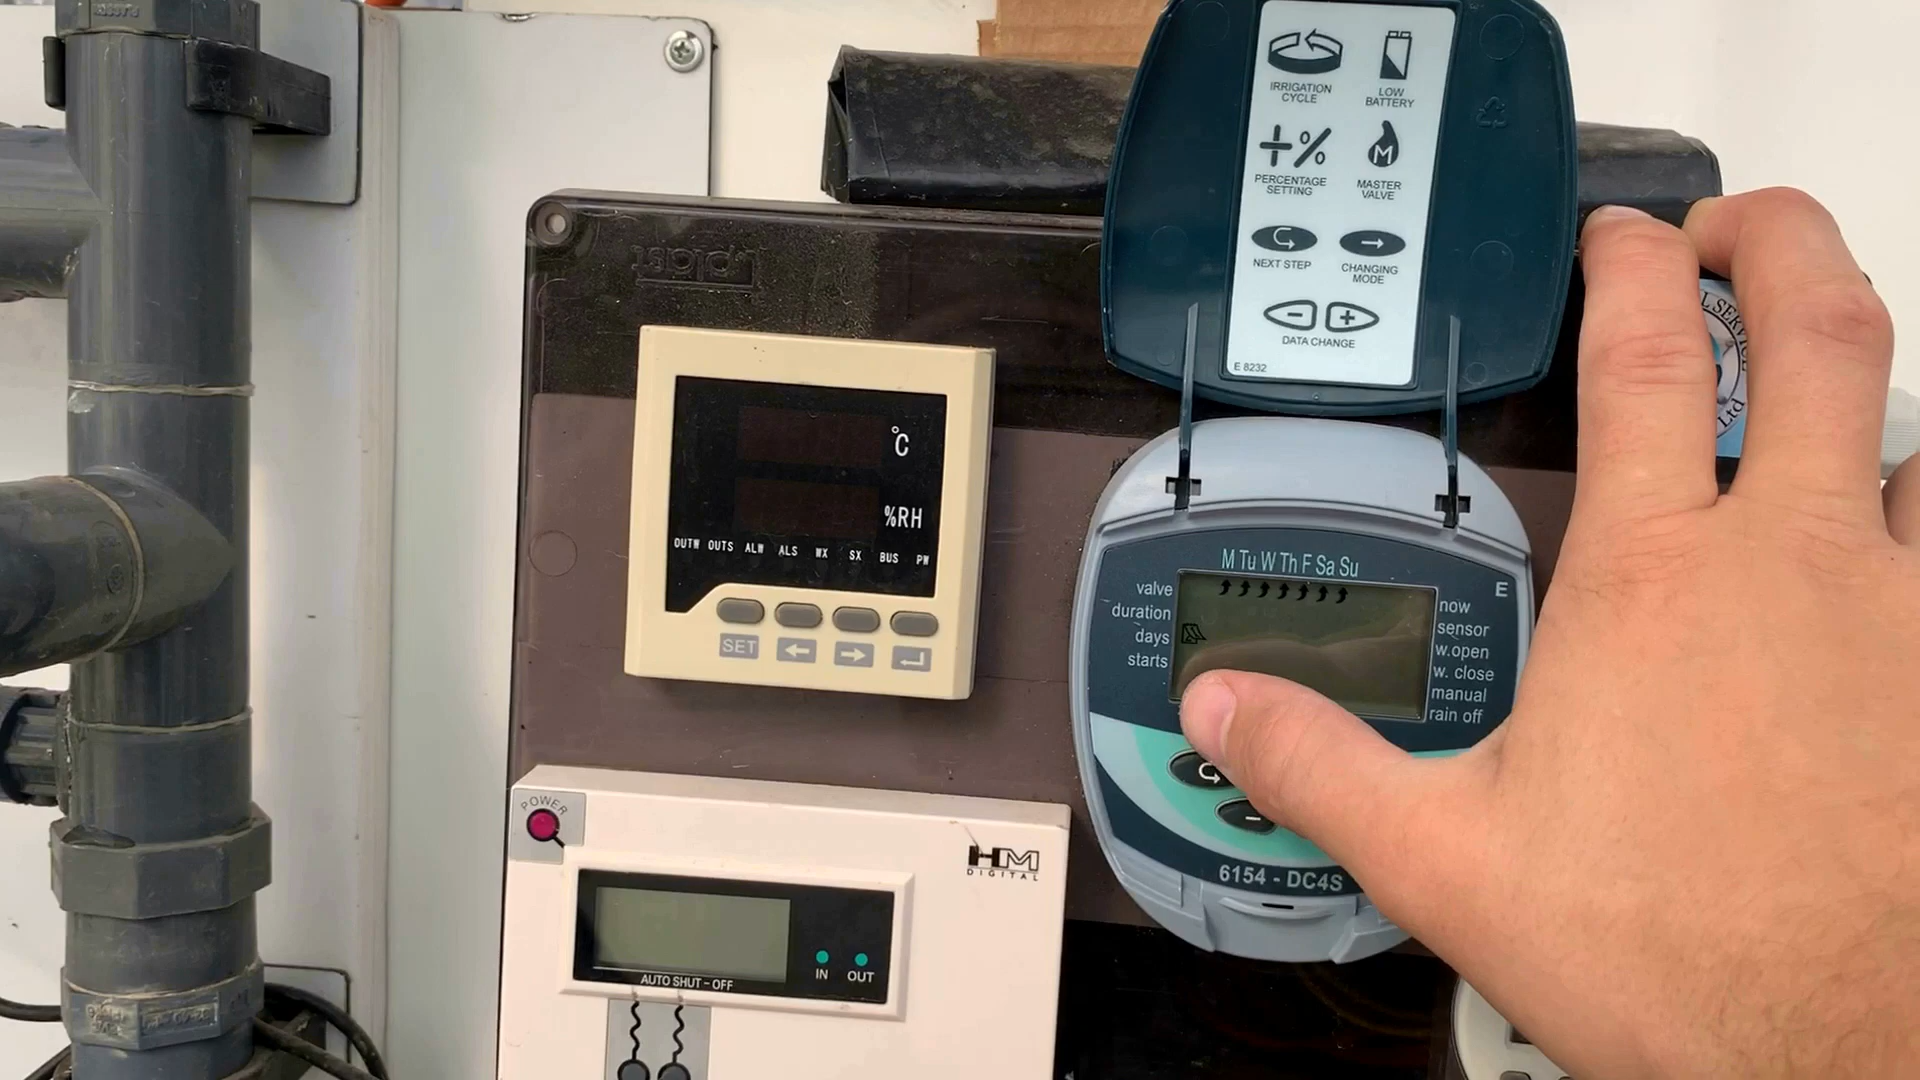 IRRIGATION
CYCLE
LOW
BATTERY
+%
PERCENTAGE
SETTING
M
MASTER
VALVE
NEXT STEP
CHANGING
MODE
- +
DATA CHANGE
E 8232
L SERVICE
Ltd
°C
%RH
OUTW OUTS ALW ALS WX SX BUS PW
SET
M Tu W Th F Sa Su
E
valve
duration
days
starts
now
sensor
w.open
w. close
manual
rain off
-
6154 - DC4S
POWER
HM
DIGITAL
IN OUT
AUTO SHUT-OFF